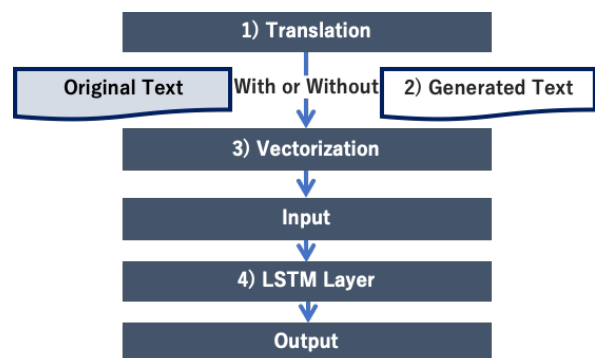 1) Translation
Original Text
With or Without
2) Generated Text
3) Vectorization
Input
4) LSTM Layer
Output